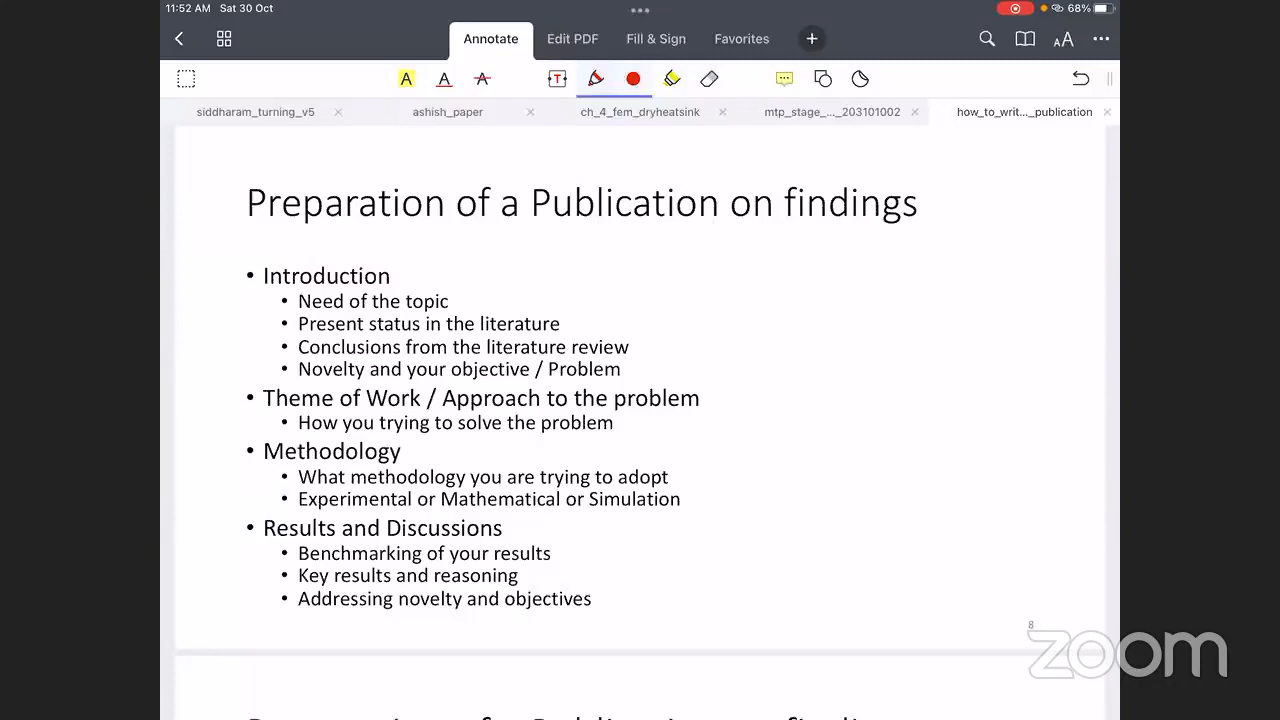 11:52 AM Sat 30 Oct
68%
Annotate Edit PDF Fill & Sign Favorites
AA
A A A T
siddharam_turning_v5 ashish_paper ch_4_fem_dryheatsink mtp_stage_..._203101002 how_to_writ..._publication
Preparation of a Publication on findings
• Introduction
• Need of the topic
• Present status in the literature
• Conclusions from the literature review
• Novelty and your objective / Problem
• Theme of Work / Approach to the problem
• How you trying to solve the problem
• Methodology
• What methodology you are trying to adopt
• Experimental or Mathematical or Simulation
• Results and Discussions
• Benchmarking of your results
• Key results and reasoning
• Addressing novelty and objectives
8
zoom